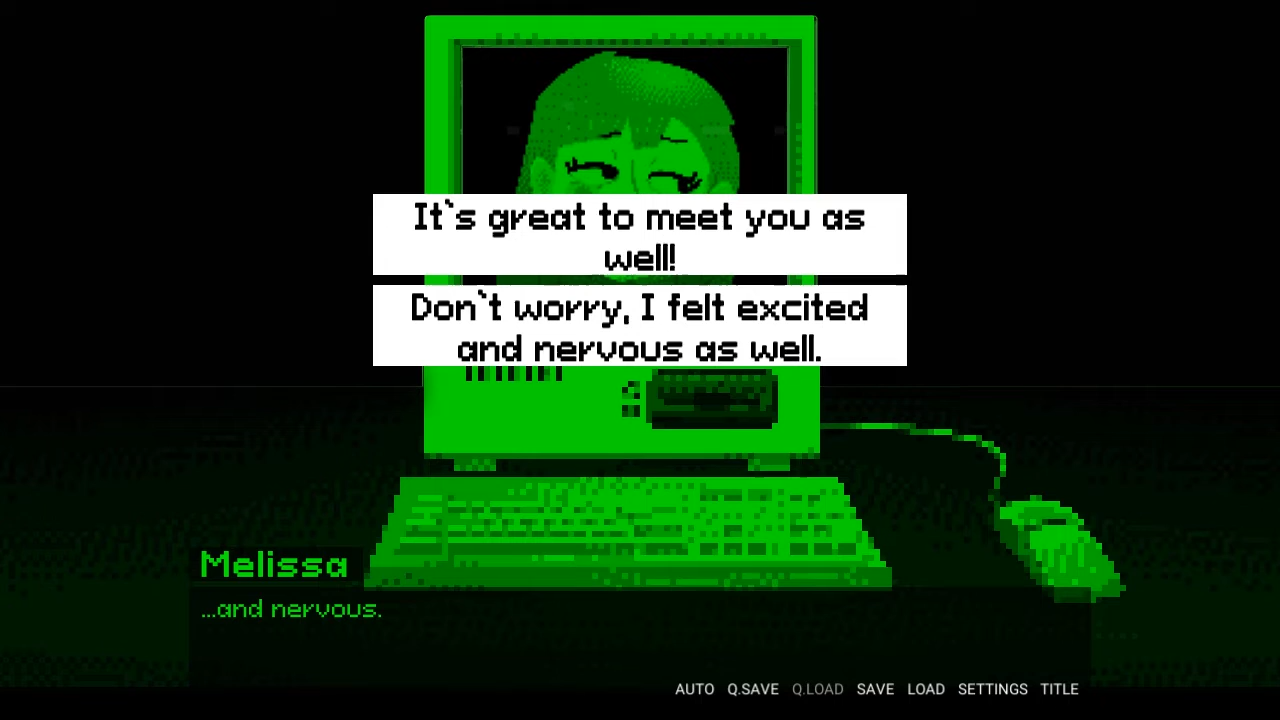 It`s great to meet you as
well!
Don`t worry, I felt excited
and nervous as well.
Melissa
...and nervous.
AUTO Q.SAVE Q.LOAD SAVE LOAD SETTINGS TITLE